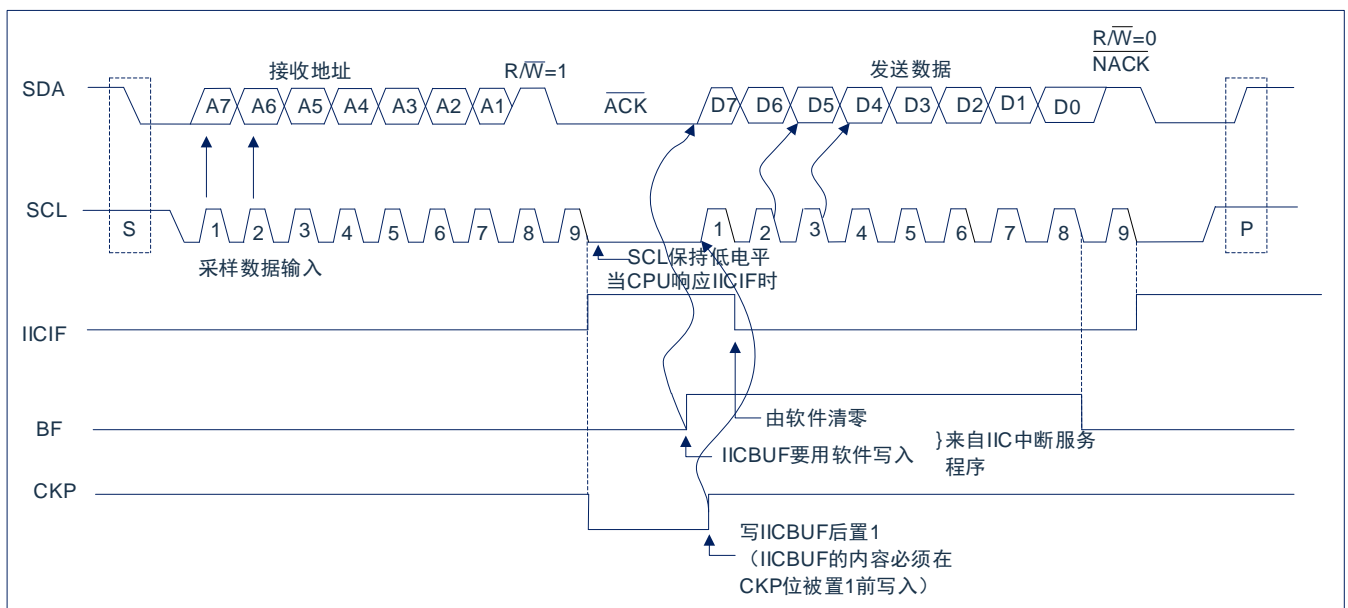 R/W̅=0
N̅A̅C̅K̅
接收地址
R/W̅=1
发送数据
SDA
A7 A6 A5 A4 A3 A2 A1
A̅C̅K̅
D7 D6 D5 D4 D3 D2 D1 D0
SCL
S
1 2 3 4 5 6 7 8 9
1 2 3 4 5 6 7 8 9
P
采样数据输入
SCL保持低电平
当CPU响应IICIF时
IICIF
由软件清零
BF
IICBUF要用软件写入
}来自IIC中断服务
程序
CKP
写IICBUF后置1
（IICBUF的内容必须在
CKP位被置1前写入）